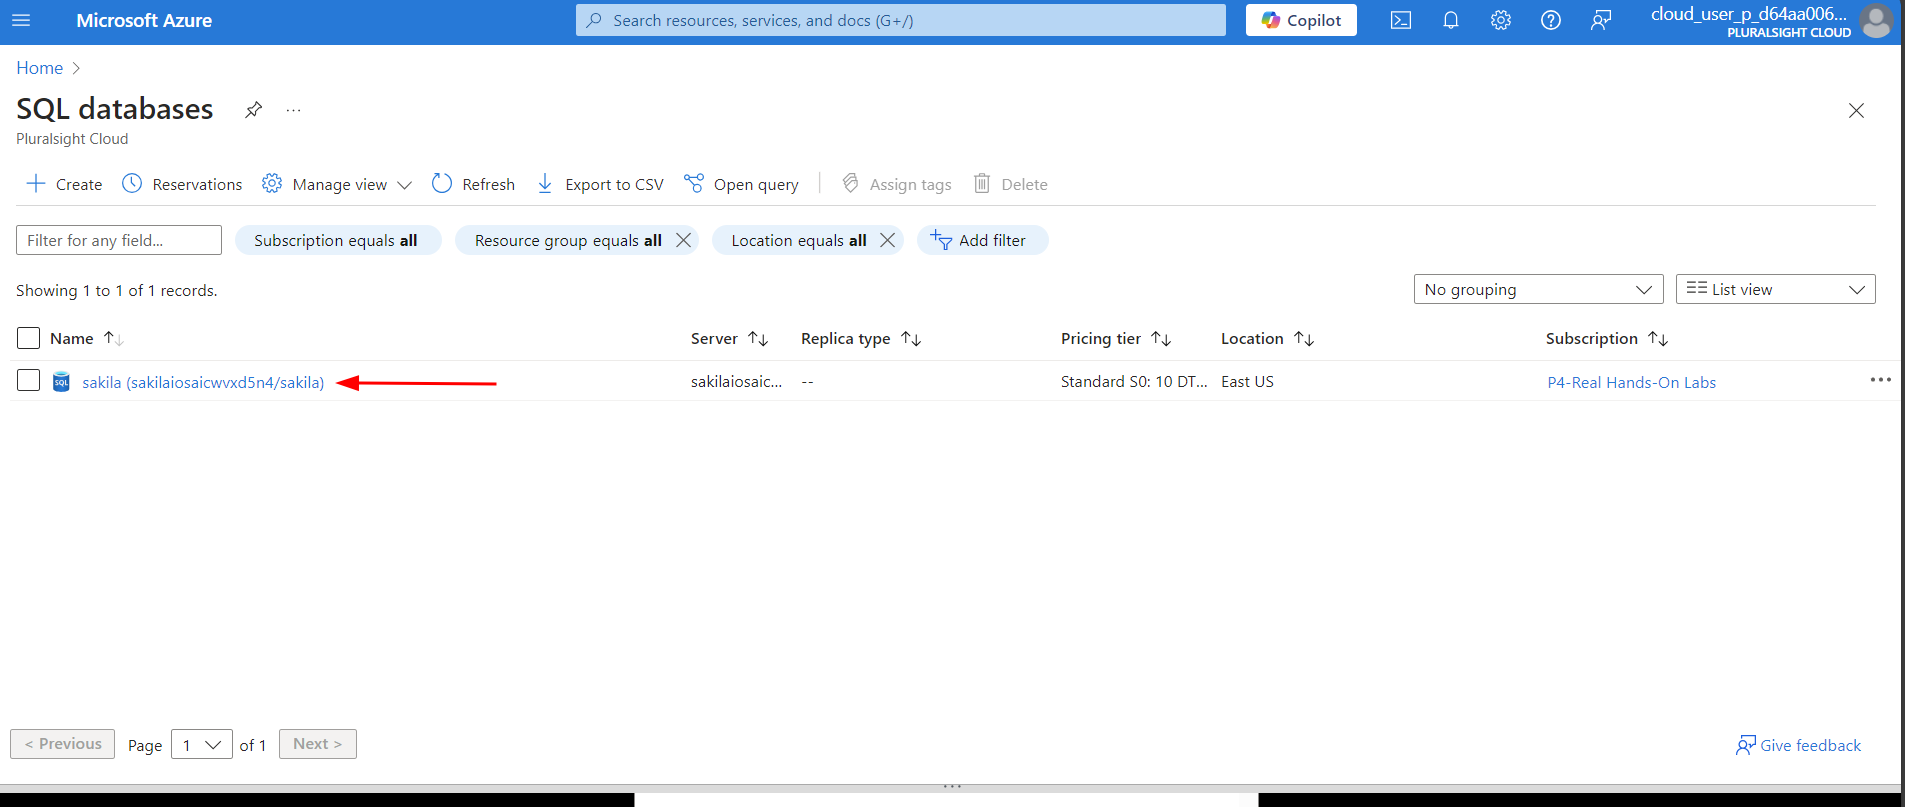 Microsoft Azure
Search resources, services, and docs (G+/)
Copilot
cloud_user_p_d64aa006...
PLURALSIGHT CLOUD
Home
SQL databases
...
Pluralsight Cloud
Create
Reservations
Manage view
Refresh
Export to CSV
Open query
Assign tags
Delete
Filter for any field...
Subscription equals all
Resource group equals all
Location equals all
Add filter
Showing 1 to 1 of 1 records.
No grouping
List view
Name
Server
Replica type
Pricing tier
Location
Subscription
SQL
sakila (sakilaiosaicwvxd5n4/sakila)
sakilaiosaic...
--
Standard S0: 10 DT...
East US
P4-Real Hands-On Labs
< Previous
Page
1
of 1
Next >
Give feedback